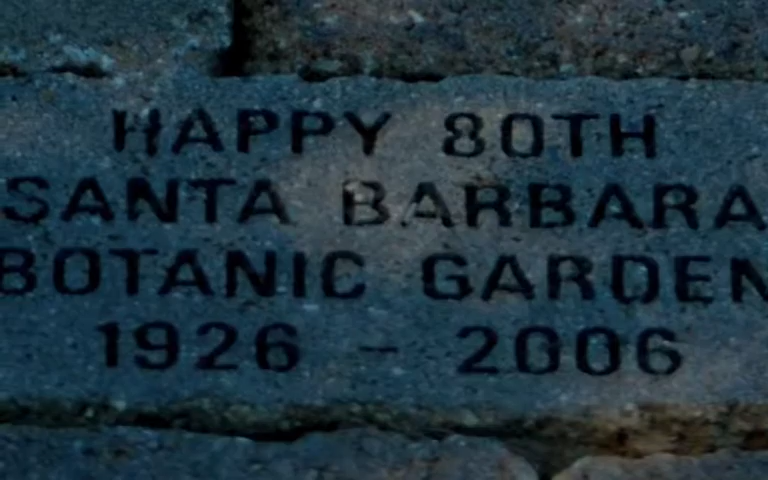 HAPPY 80TH
SANTA BARBARA
BOTANIC GARDEN
1926 - 2006